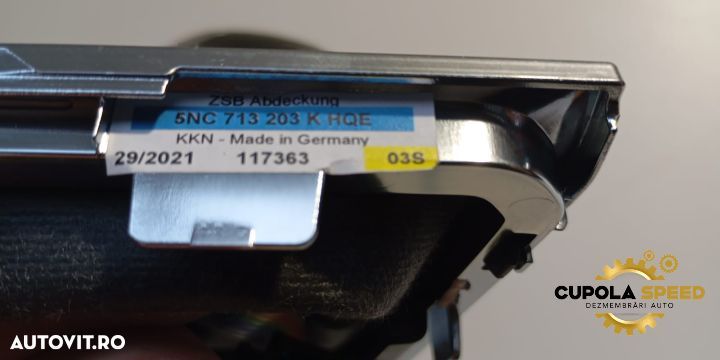 ZSB Abdeckung
5NC 713 203 K HQE
KKN - Made in Germany
29/2021 117363 03S
CUPOLA SPEED
DEZMEMBRĂRI AUTO
AUTOVIT.RO